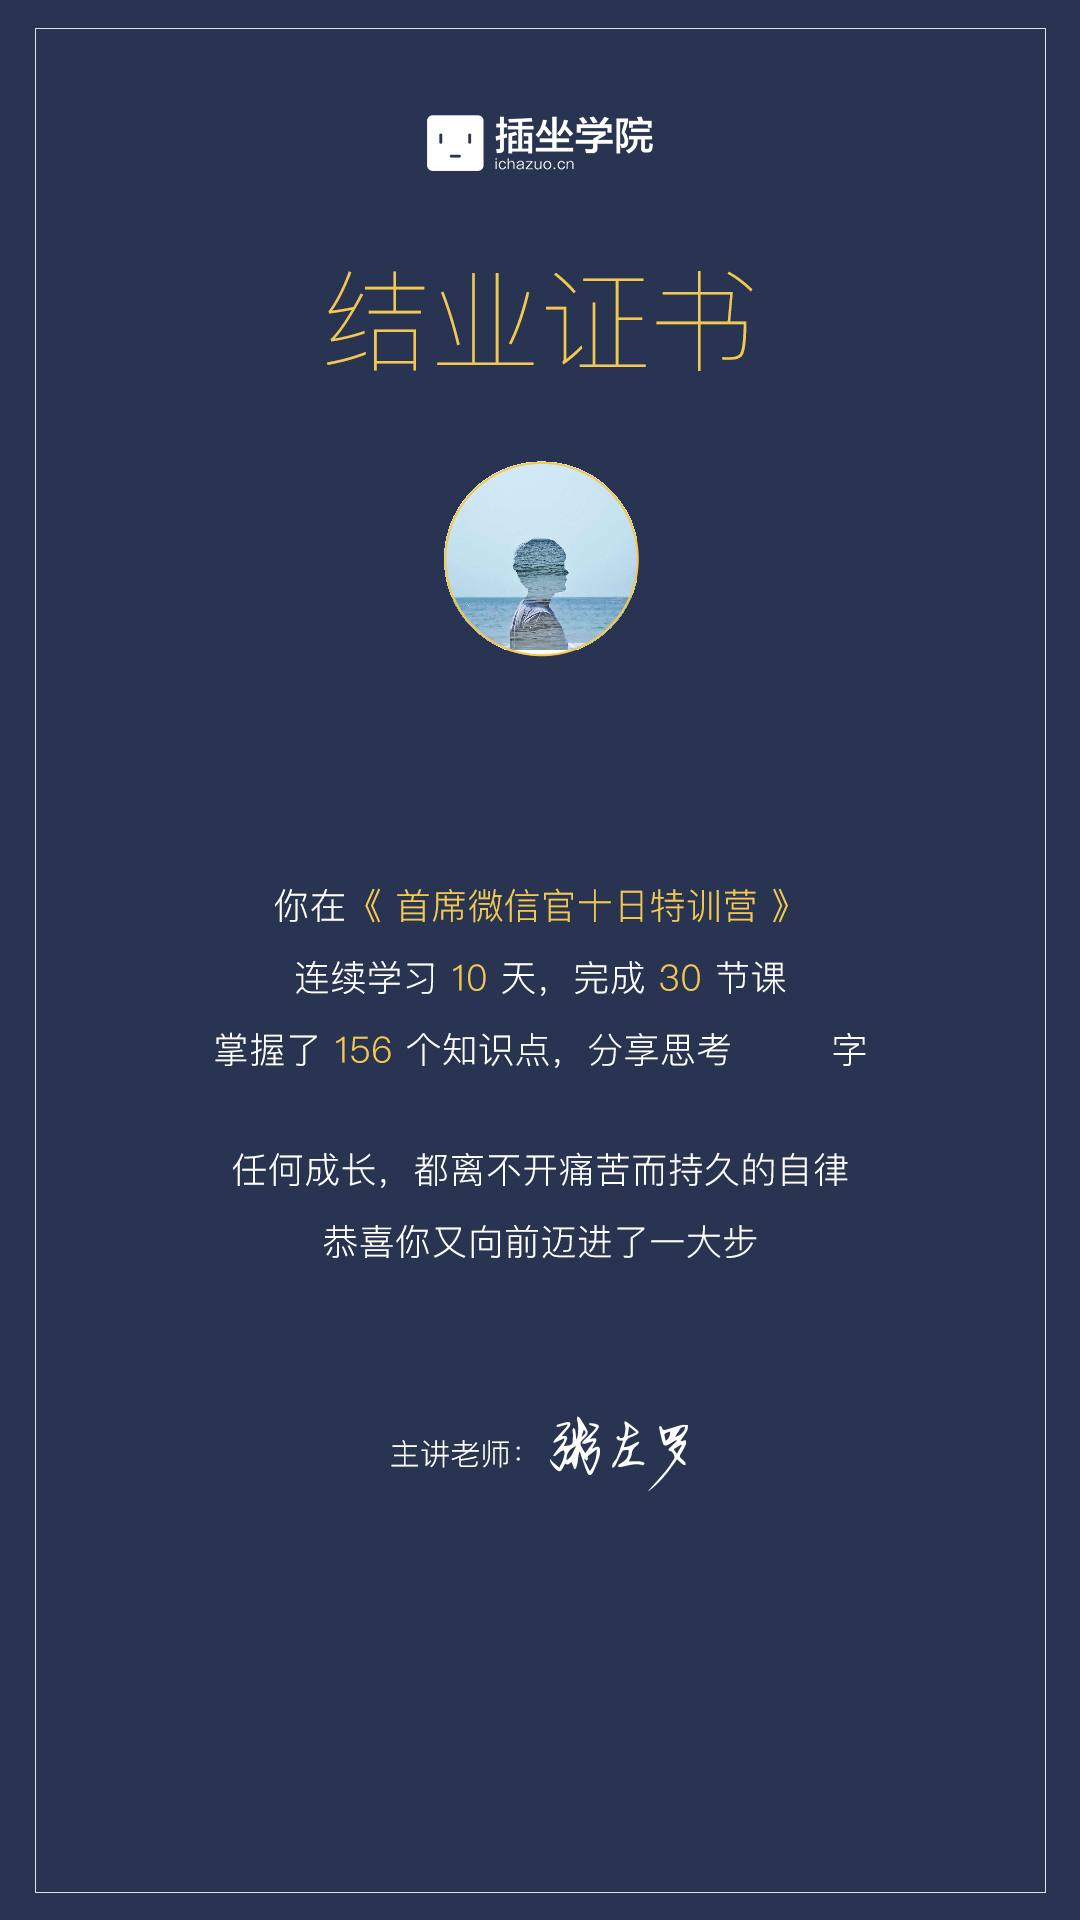 插坐学院
ichazuo.cn
结业证书
你在《 首席微信官十日特训营 》
连续学习 10 天，完成 30 节课
掌握了 156 个知识点，分享思考 字
任何成长，都离不开痛苦而持久的自律
恭喜你又向前迈进了一大步
主讲老师：粥左罗